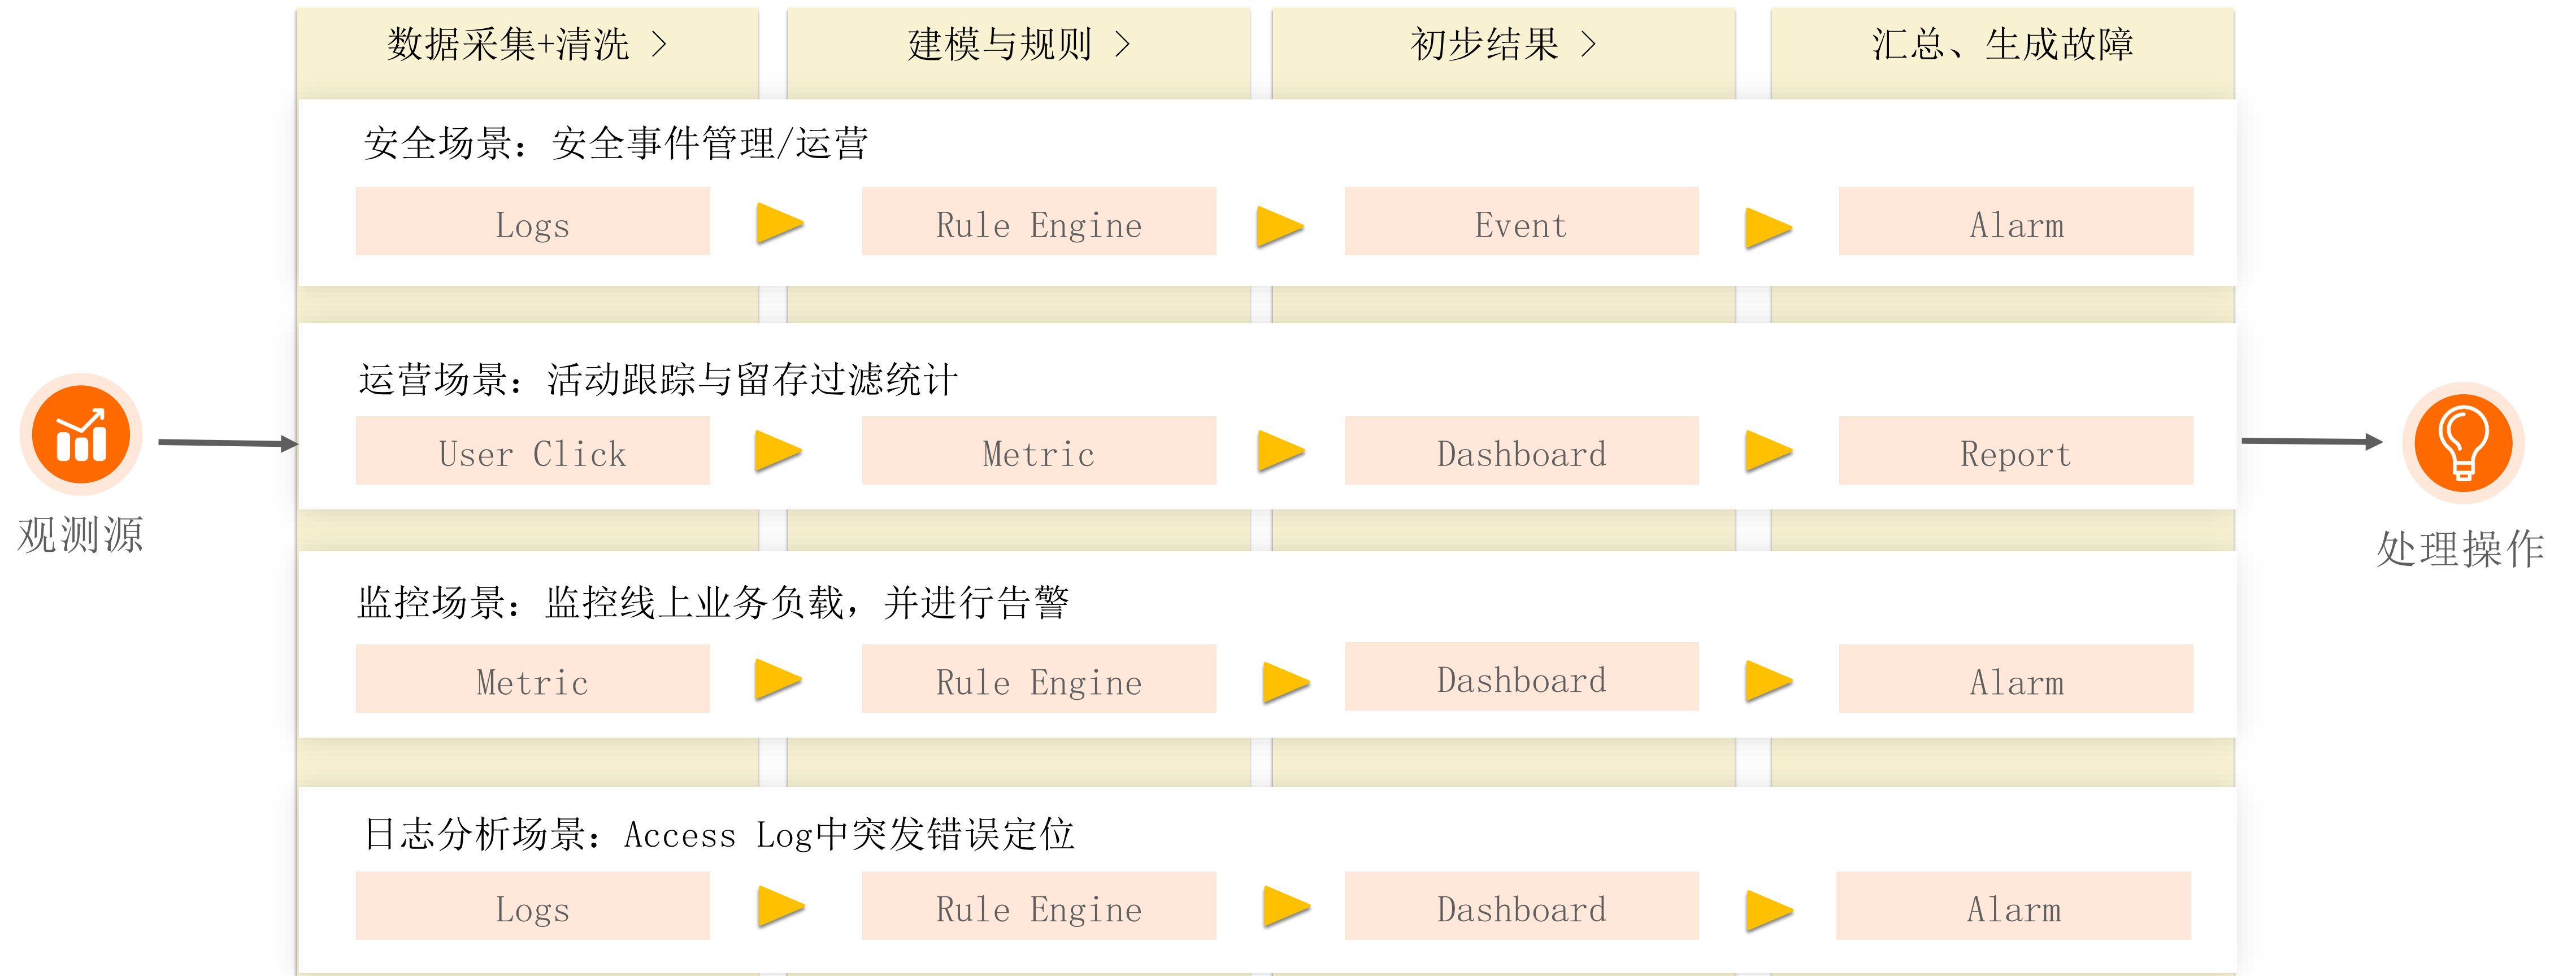 数据采集+清洗 >
建模与规则 >
初步结果 >
汇总、生成故障
安全场景：安全事件管理/运营
Logs
Rule Engine
Event
Alarm
运营场景：活动跟踪与留存过滤统计
User Click
Metric
Dashboard
Report
观测源
处理操作
监控场景：监控线上业务负载，并进行告警
Metric
Rule Engine
Dashboard
Alarm
日志分析场景：Access Log中突发错误定位
Logs
Rule Engine
Dashboard
Alarm